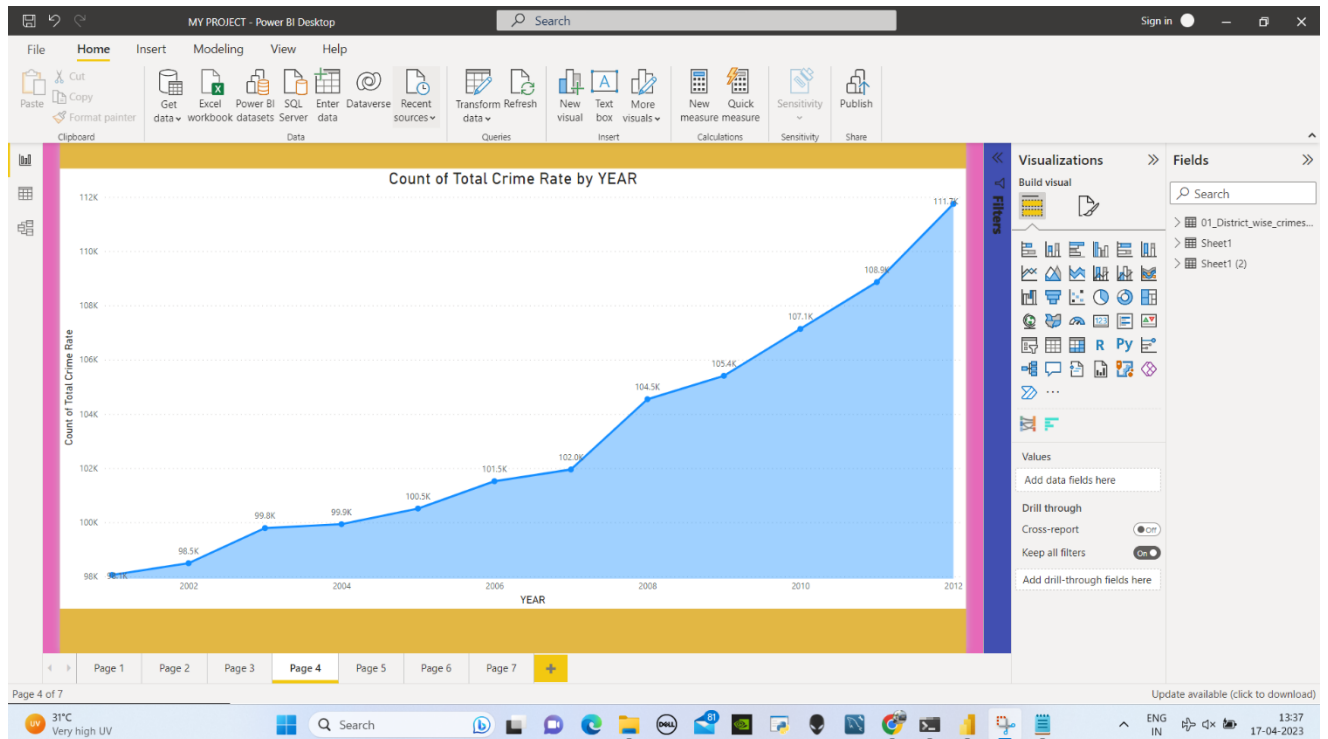 MY PROJECT - Power BI Desktop
Search
Sign in
File Home Insert Modeling View Help
Paste
Cut
Copy
Format painter
Clipboard
Get data
Excel workbook
Power BI datasets
SQL Server
Enter data
Dataverse
Recent sources
Data
Transform data
Refresh
Queries
New visual
Text box
More visuals
Insert
New measure
Quick measure
Calculations
Sensitivity
Sensitivity
Publish
Share
Count of Total Crime Rate by YEAR
Count of Total Crime Rate
112K
110K
108K
106K
104K
102K
100K
98K
98.5K
99.8K
99.9K
100.5K
101.5K
102.0K
104.5K
105.4K
107.1K
108.9K
111.7K
2002 2004 2006 2008 2010 2012
YEAR
Filters
Visualizations
Build visual
123
R Py
Values
Add data fields here
Drill through
Cross-report
Off
Keep all filters
On
Add drill-through fields here
Fields
Search
01_District_wise_crimes...
Sheet1
Sheet1 (2)
Page 1 Page 2 Page 3 Page 4 Page 5 Page 6 Page 7
Page 4 of 7
Update available (click to download)
UV
31°C
Very high UV
Search
DELL
81
ENG
IN
13:37
17-04-2023